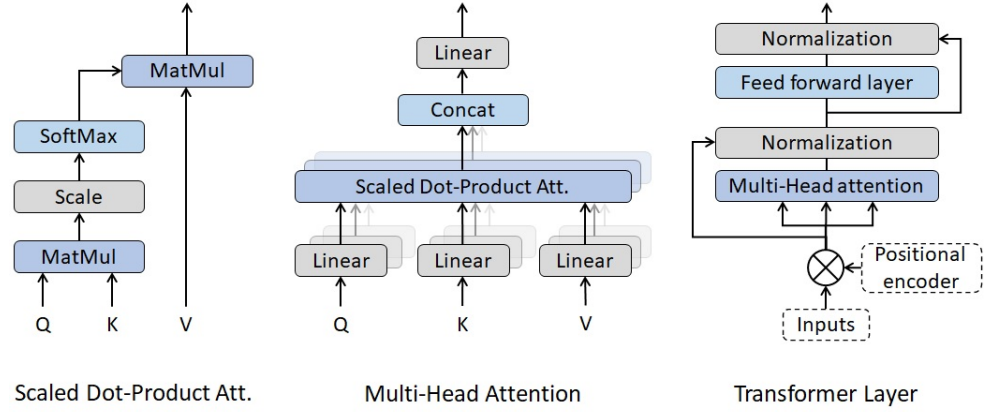 MatMul
SoftMax
Scale
MatMul
Q K V
Scaled Dot-Product Att.
Linear
Concat
Scaled Dot-Product Att.
Linear Linear Linear
Q K V
Multi-Head Attention
Normalization
Feed forward layer
Normalization
Multi-Head attention
Positional
encoder
Inputs
Transformer Layer